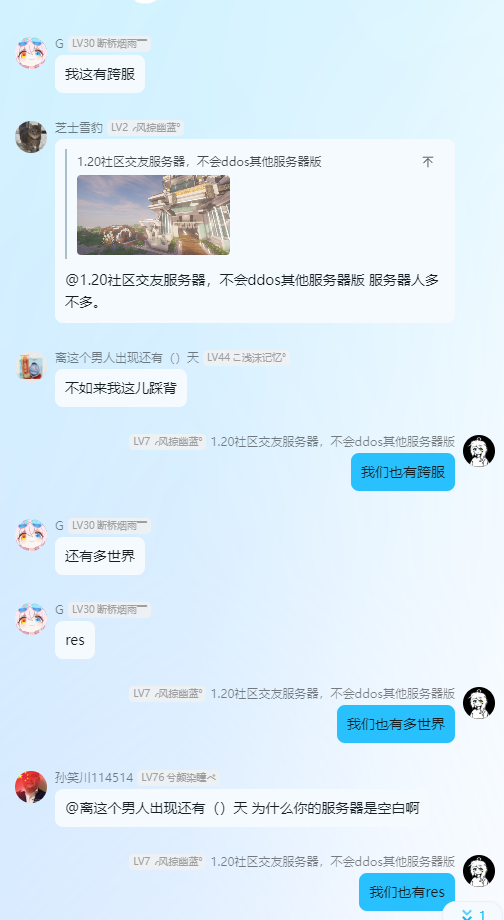 G LV30 断桥烟雨
我这有跨服
芝士雪豹 LV2 风掠幽蓝°
1.20社区交友服务器，不会ddos其他服务器版
@1.20社区交友服务器，不会ddos其他服务器版 服务器人多
不多。
离这个男人出现还有（）天 LV44 こ浅沫记忆°
不如来我这儿踩背
LV7 风掠幽蓝° 1.20社区交友服务器，不会ddos其他服务器版
我们也有跨服
G LV30 断桥烟雨
还有多世界
G LV30 断桥烟雨
res
LV7 风掠幽蓝° 1.20社区交友服务器，不会ddos其他服务器版
我们也有多世界
孙笑川114514 LV76 兮颜染瞳
@离这个男人出现还有（）天 为什么你的服务器是空白啊
LV7 风掠幽蓝° 1.20社区交友服务器，不会ddos其他服务器版
我们也有res
1